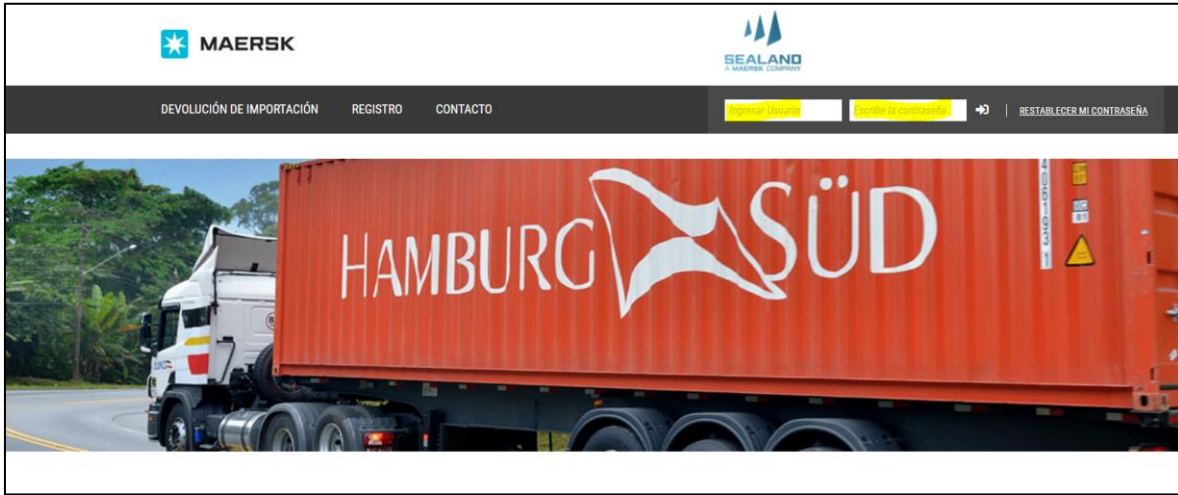 MAERSK
SEALAND
A MAERSK COMPANY
DEVOLUCIÓN DE IMPORTACIÓN
REGISTRO
CONTACTO
Ingresar Usuario
Escribe la contraseña
RESTABLECER MI CONTRASEÑA
HAMBURG SÜD